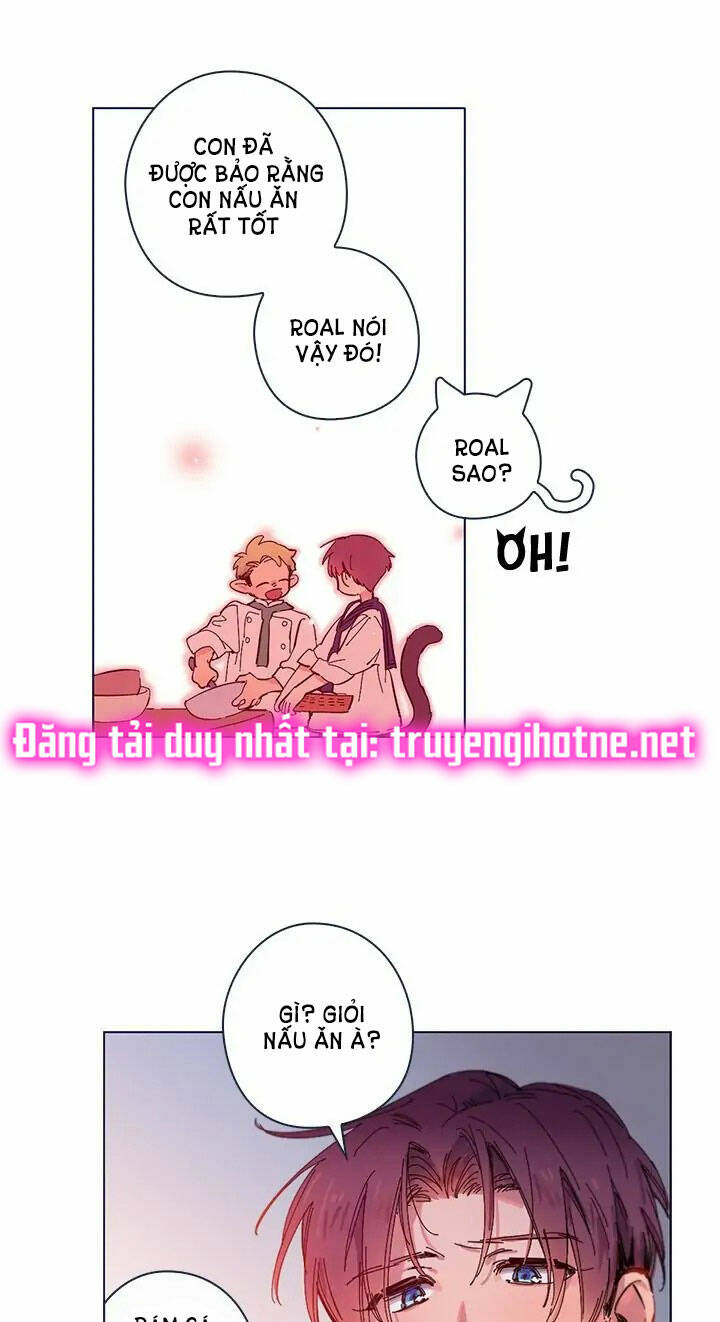 CON ĐÃ
ĐƯỢC BẢO RẰNG
CON NẤU ĂN
RẤT TỐT
ROAL NÓI
VẬY ĐÓ!
ROAL
SAO?
ƠH!
Đăng tải duy nhất tại: truyengihotne.net
GÌ? GIỎI
NẤU ĂN À?